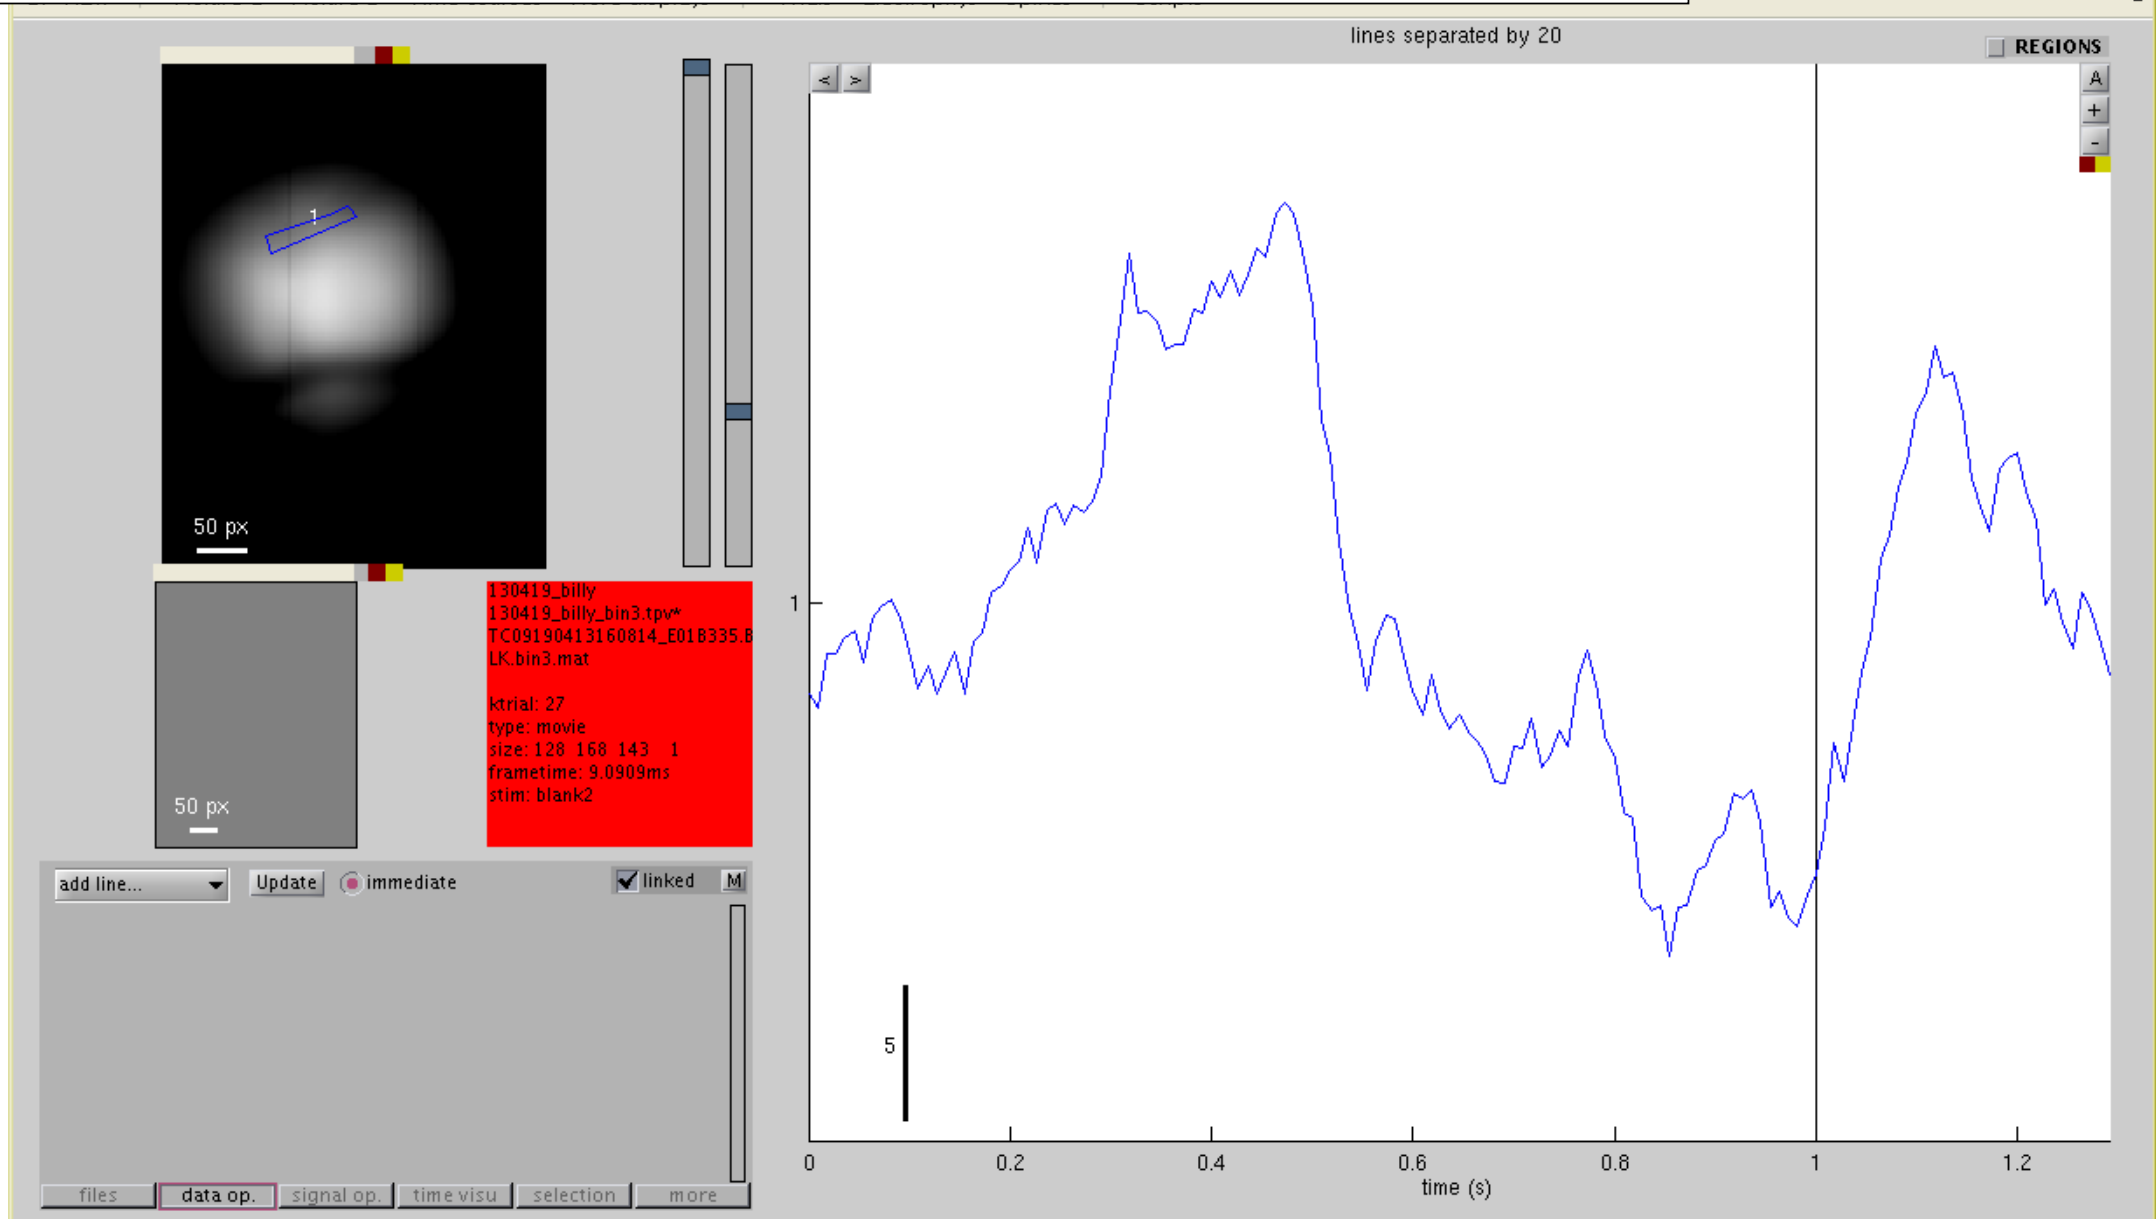 lines separated by 20
REGIONS
< >
A
+
-
1
50 px
130419_billy
130419_billy_bin3.tpv*
TC09190413160814_E01B335.B
LK.bin3.mat
ktrial: 27
type: movie
size: 128 168 143 1
frametime: 9.0909ms
stim: blank2
50 px
1
5
0 0.2 0.4 0.6 0.8 1 1.2
time (s)
add line... Update immediate linked M
files data op. signal op. time visu selection more